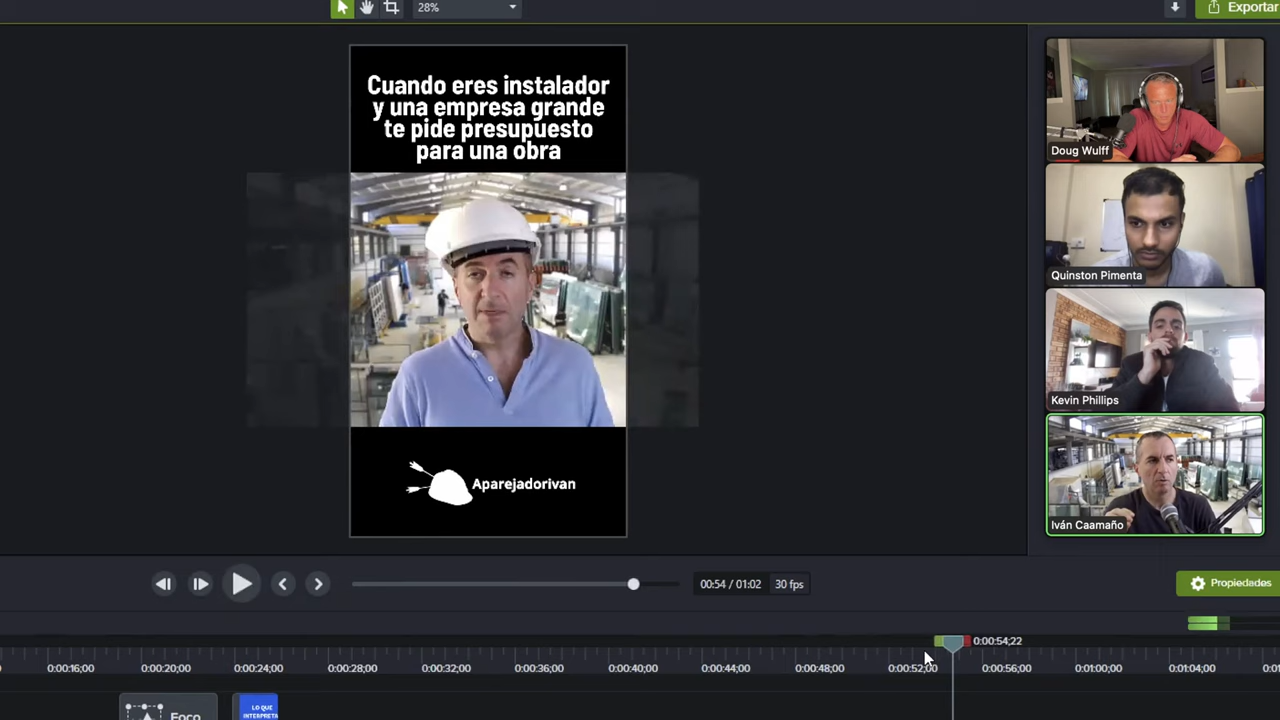 28%
Exportar
Cuando eres instalador
y una empresa grande
te pide presupuesto
para una obra
Aparejadorivan
Doug Wulff
Quinston Pimenta
Kevin Phillips
Iván Caamaño
00:54 / 01:02 30 fps
Propiedades
0:00:54;22
0:00:16;00 0:00:20;00 0:00:24;00 0:00:28;00 0:00:32;00 0:00:36;00 0:00:40;00 0:00:44;00 0:00:48;00 0:00:52;00 0:00:56;00 0:01:00;00 0:01:04;00
Foco
LO QUE
INTERPRETA